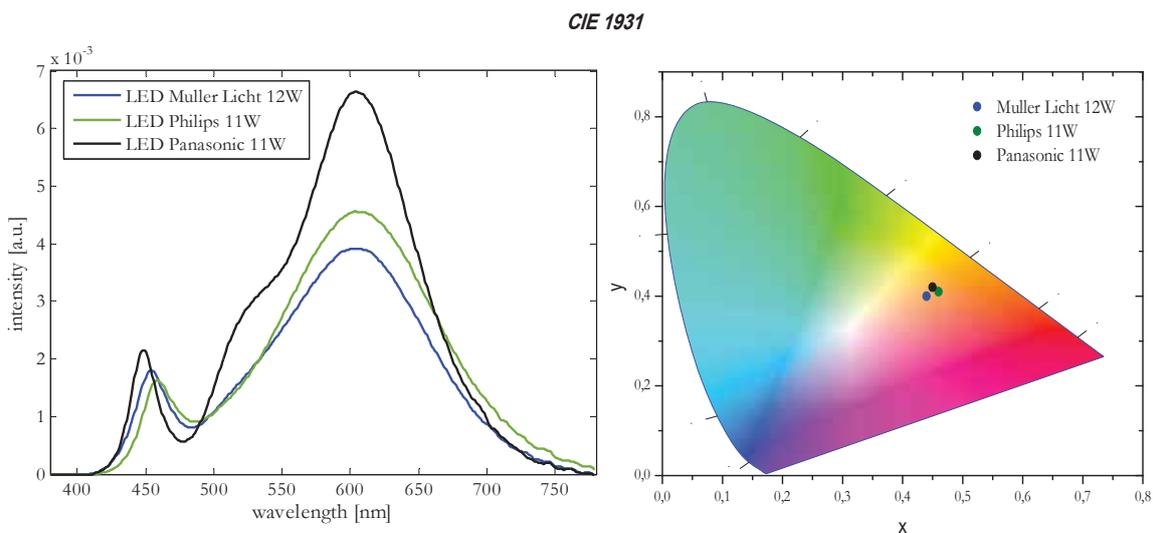 CIE 1931
x 10⁻³
LED Muller Licht 12W
LED Philips 11W
LED Panasonic 11W
7
6
5
4
3
2
1
0
intensity [a.u.]
400 450 500 550 600 650 700 750
wavelength [nm]
Muller Licht 12W
Philips 11W
Panasonic 11W
0,8
0,6
0,4
0,2
0,0
y
0,0 0,1 0,2 0,3 0,4 0,5 0,6 0,7 0,8
x